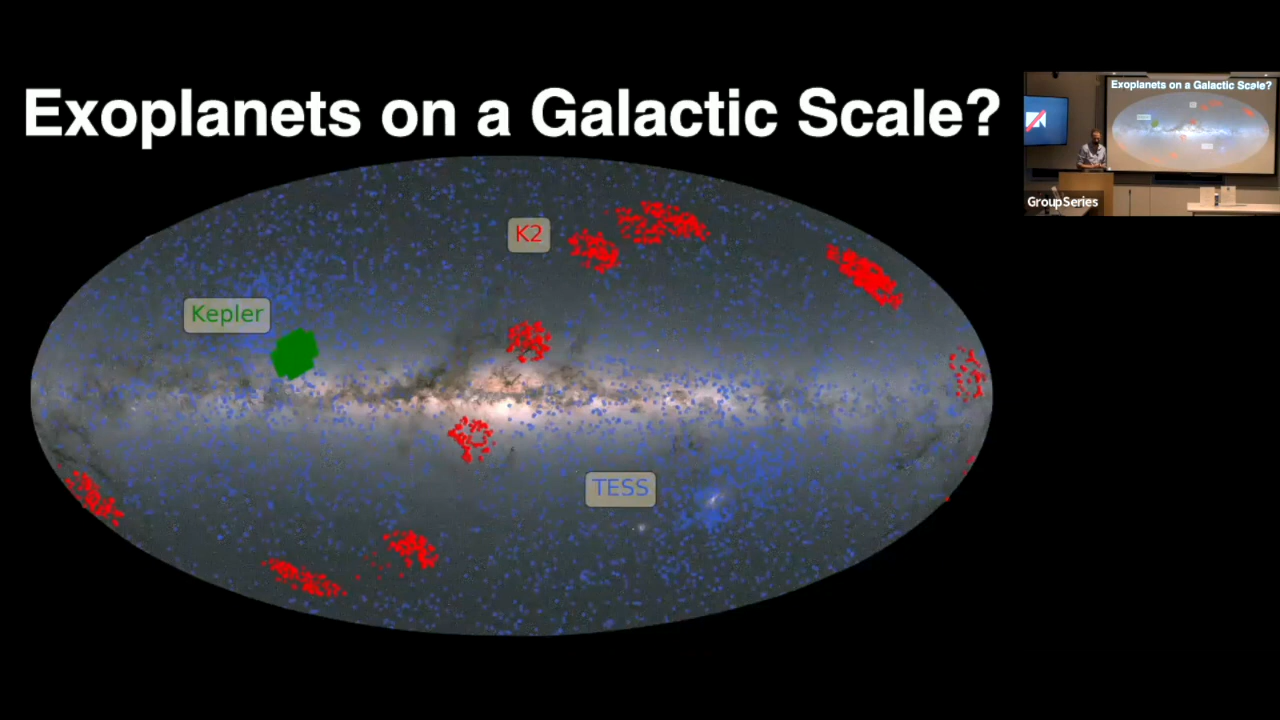 Exoplanets on a Galactic Scale?
K2
Kepler
TESS
Exoplanets on a Galactic Scale?
GroupSeries